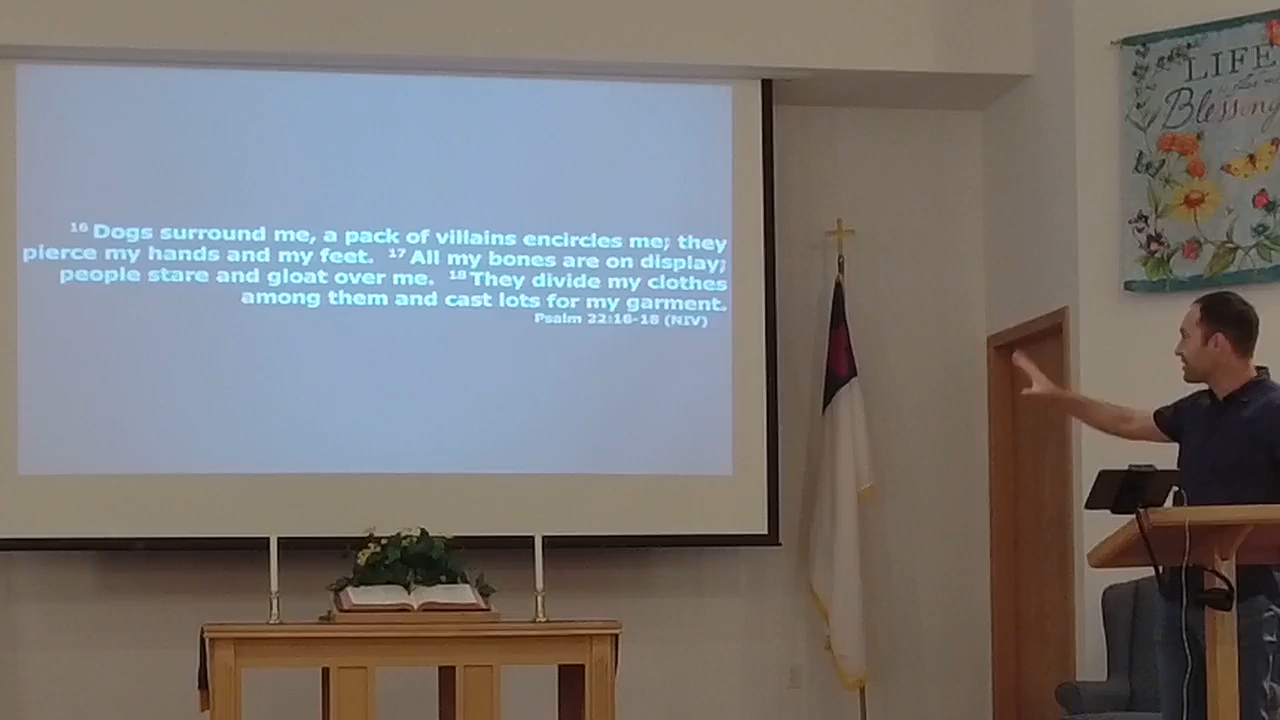 16 Dogs surround me, a pack of villains encircles me; they
pierce my hands and my feet. 17 All my bones are on display;
people stare and gloat over me. 18 They divide my clothes
among them and cast lots for my garment.
Psalm 22:16-18 (NIV)
LIFE
Blessing